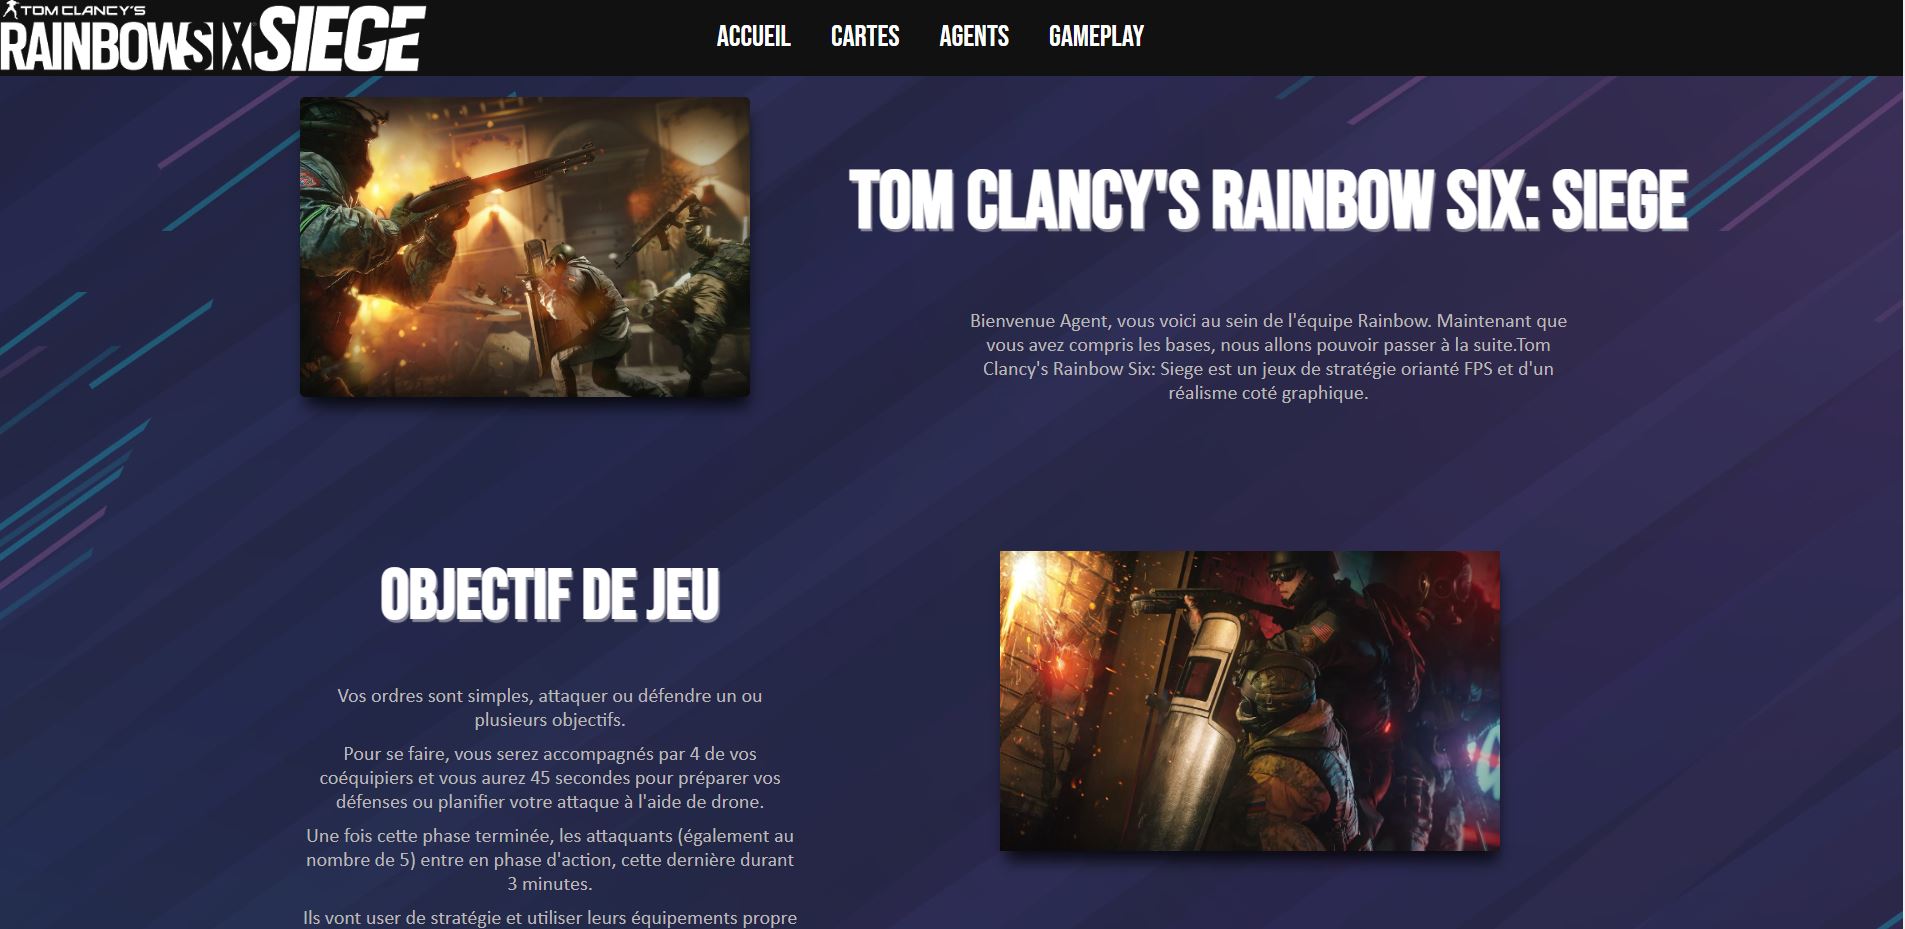 TOM CLANCY'S
RAINBOWSIX SIEGE
ACCUEIL CARTES AGENTS GAMEPLAY
TOM CLANCY'S RAINBOW SIX: SIEGE
Bienvenue Agent, vous voici au sein de l'équipe Rainbow. Maintenant que
vous avez compris les bases, nous allons pouvoir passer à la suite.Tom
Clancy's Rainbow Six: Siege est un jeux de stratégie orianté FPS et d'un
réalisme coté graphique.
OBJECTIF DE JEU
Vos ordres sont simples, attaquer ou défendre un ou
plusieurs objectifs.
Pour se faire, vous serez accompagnés par 4 de vos
coéquipiers et vous aurez 45 secondes pour préparer vos
défenses ou planifier votre attaque à l'aide de drone.
Une fois cette phase terminée, les attaquants (également au
nombre de 5) entre en phase d'action, cette dernière durant
3 minutes.
Ils vont user de stratégie et utiliser leurs équipements propre